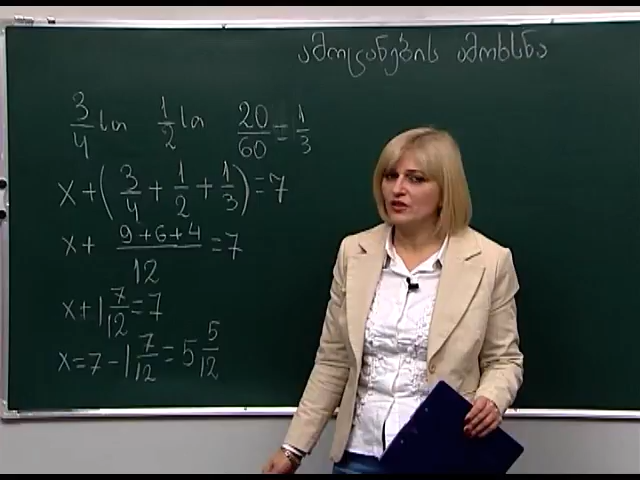 ამოცანების ამოხსნა
3/4 სთ 1/2 სთ 20/60 = 1/3
x + (3/4 + 1/2 + 1/3) = 7
x + (9+6+4)/12 = 7
x + 1 7/12 = 7
x = 7 - 1 7/12 = 5 5/12